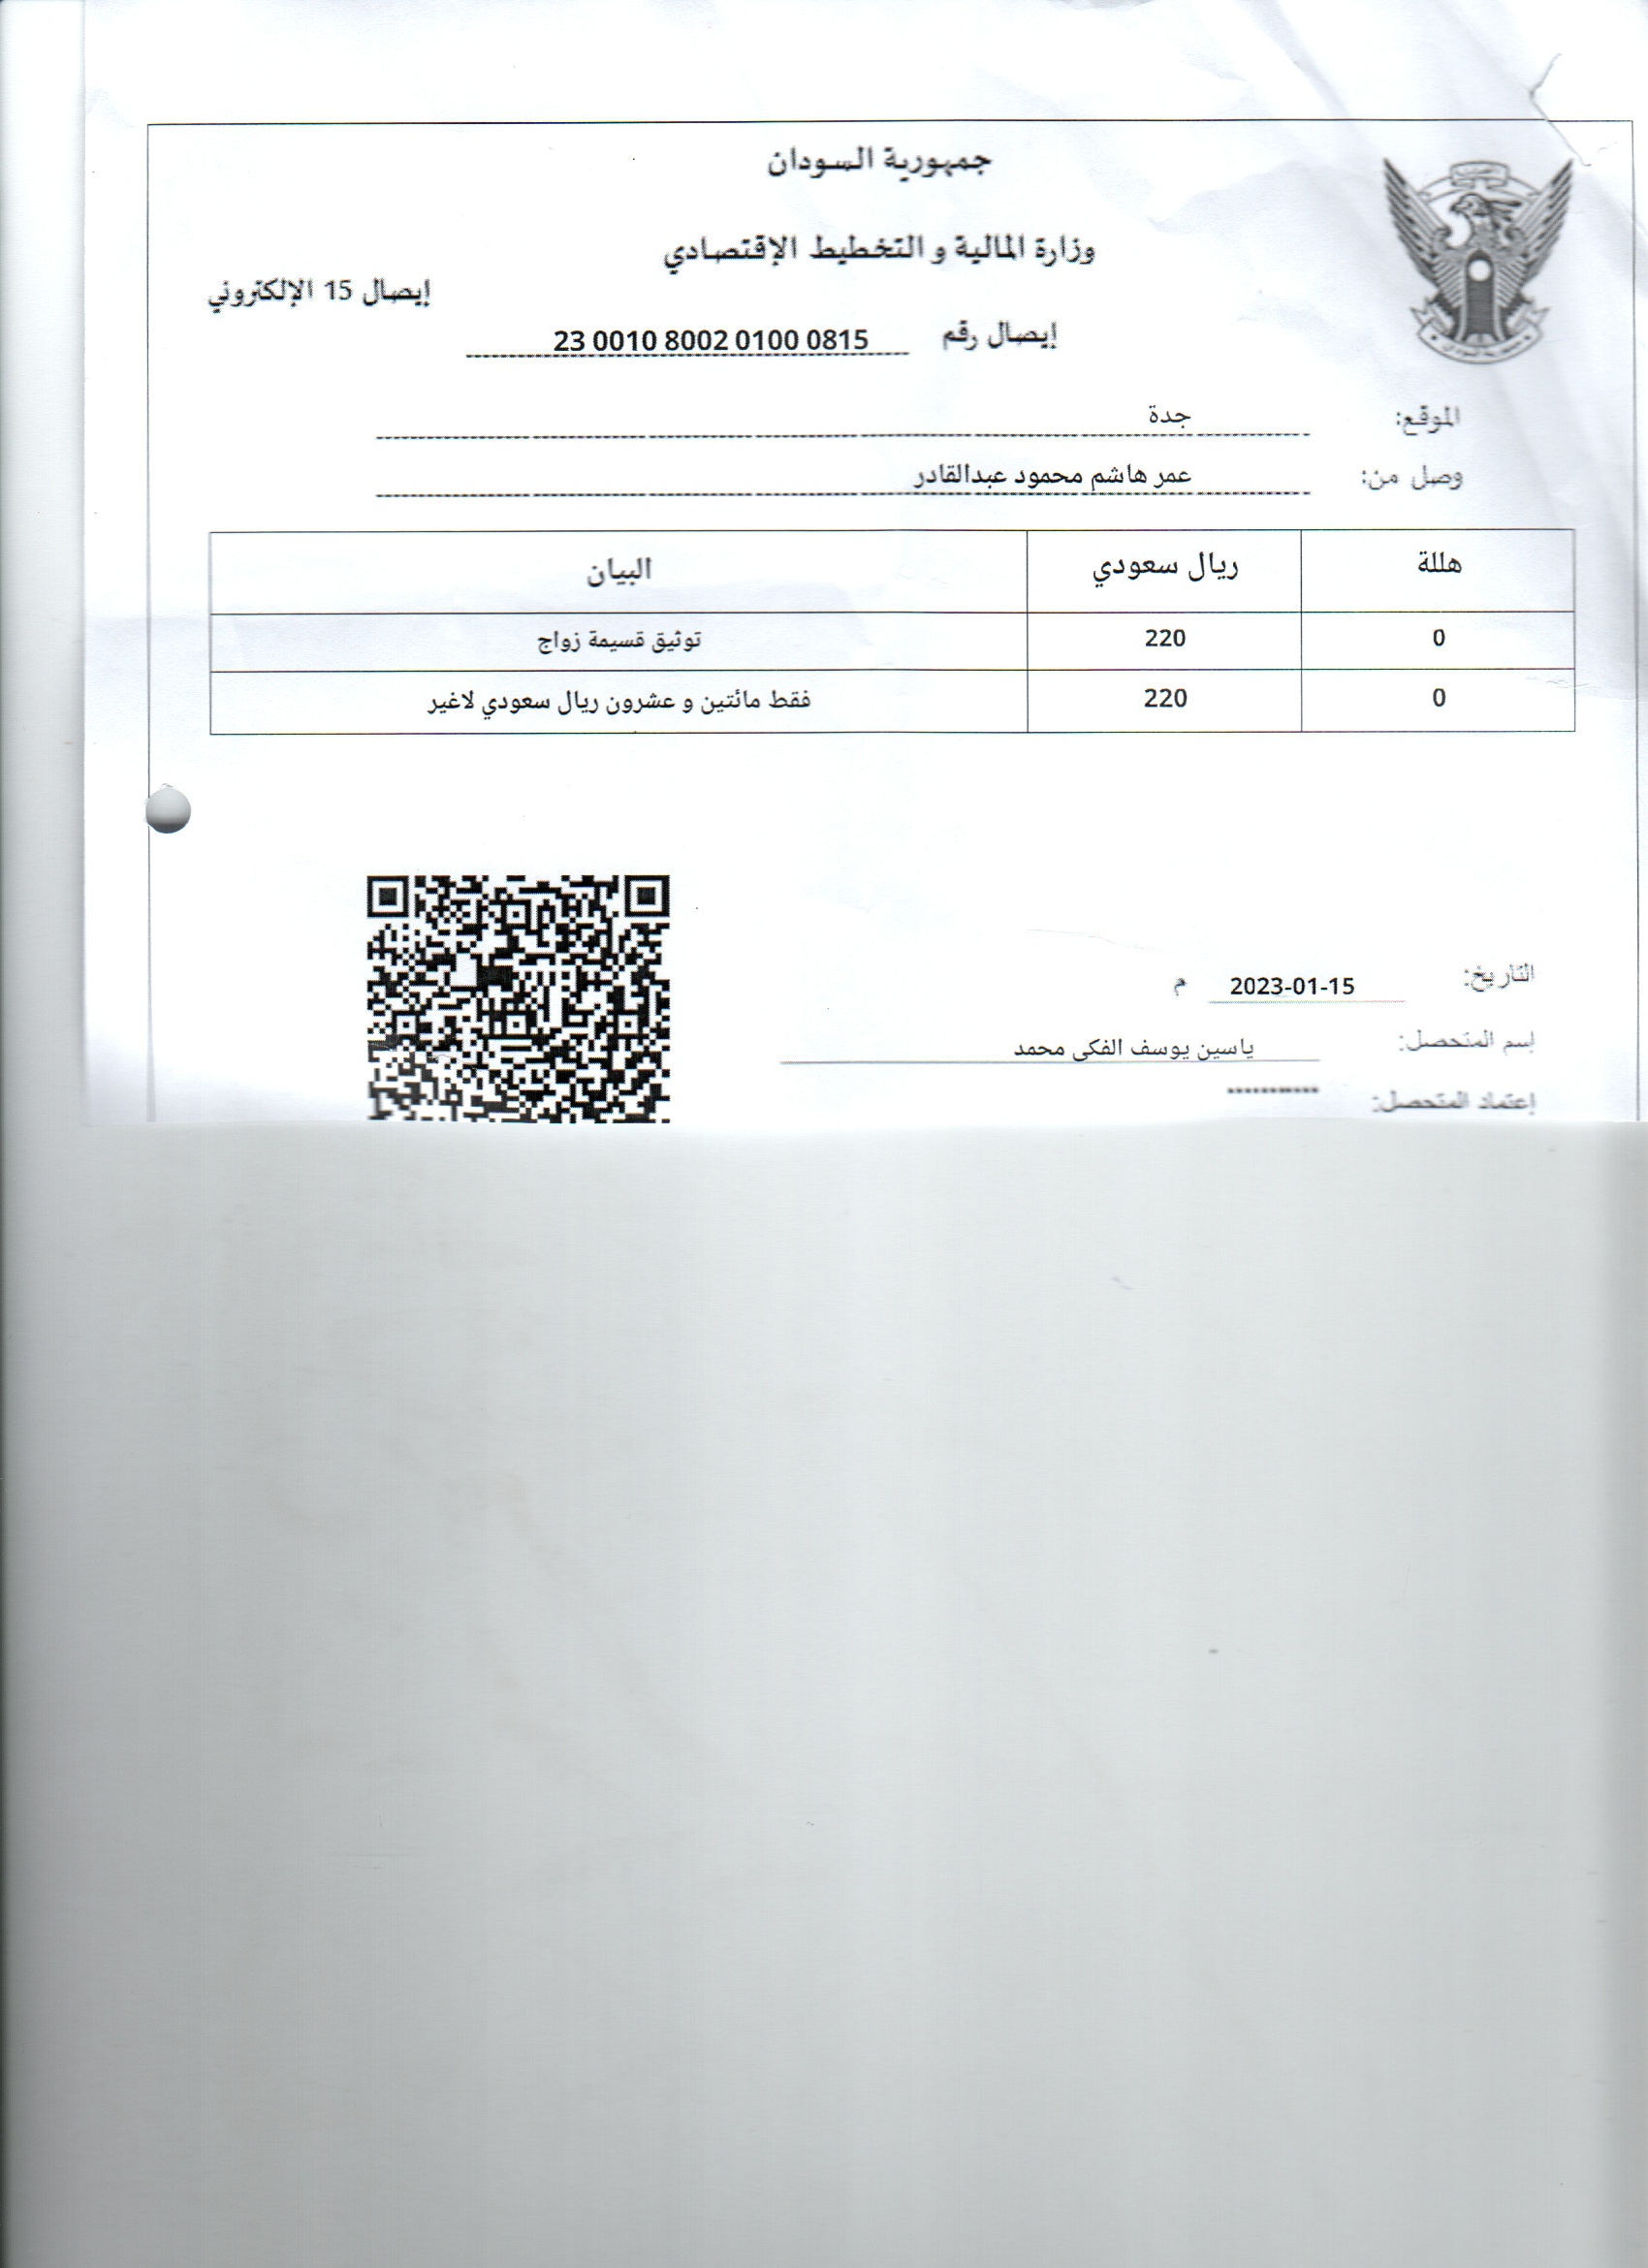 جمهورية السودان
وزارة المالية و التخطيط الإقتصادي
إيصال 15 الإلكتروني
إيصال رقم 23 0010 8002 0100 0815
الموقع: جدة
وصل من: عمر هاشم محمود عبدالقادر
هللة ريال سعودي البيان
0 220 توثيق قسيمة زواج
0 220 فقط مائتين و عشرون ريال سعودي لاغير
التاريخ: 2023-01-15 م
إسم المتحصل: ياسين يوسف الفكى محمد
إعتماد المتحصل: ***********